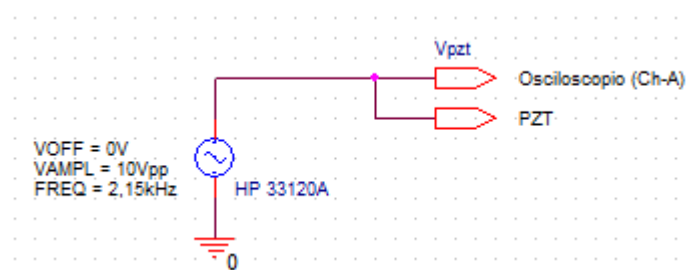 Vpzt
Osciloscopio (Ch-A)
PZT
VOFF = 0V
VAMPL = 10Vpp
FREQ = 2,15kHz
HP 33120A
0